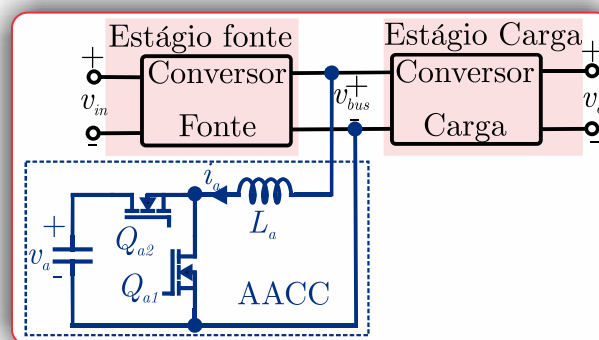 Estágio fonte
Estágio Carga
+
Conversor
Fonte
v_in
-
+
v_bus
-
Conversor
Carga
+
-
i_a
L_a
+
v_a
-
Q_a2
Q_a1
AACC